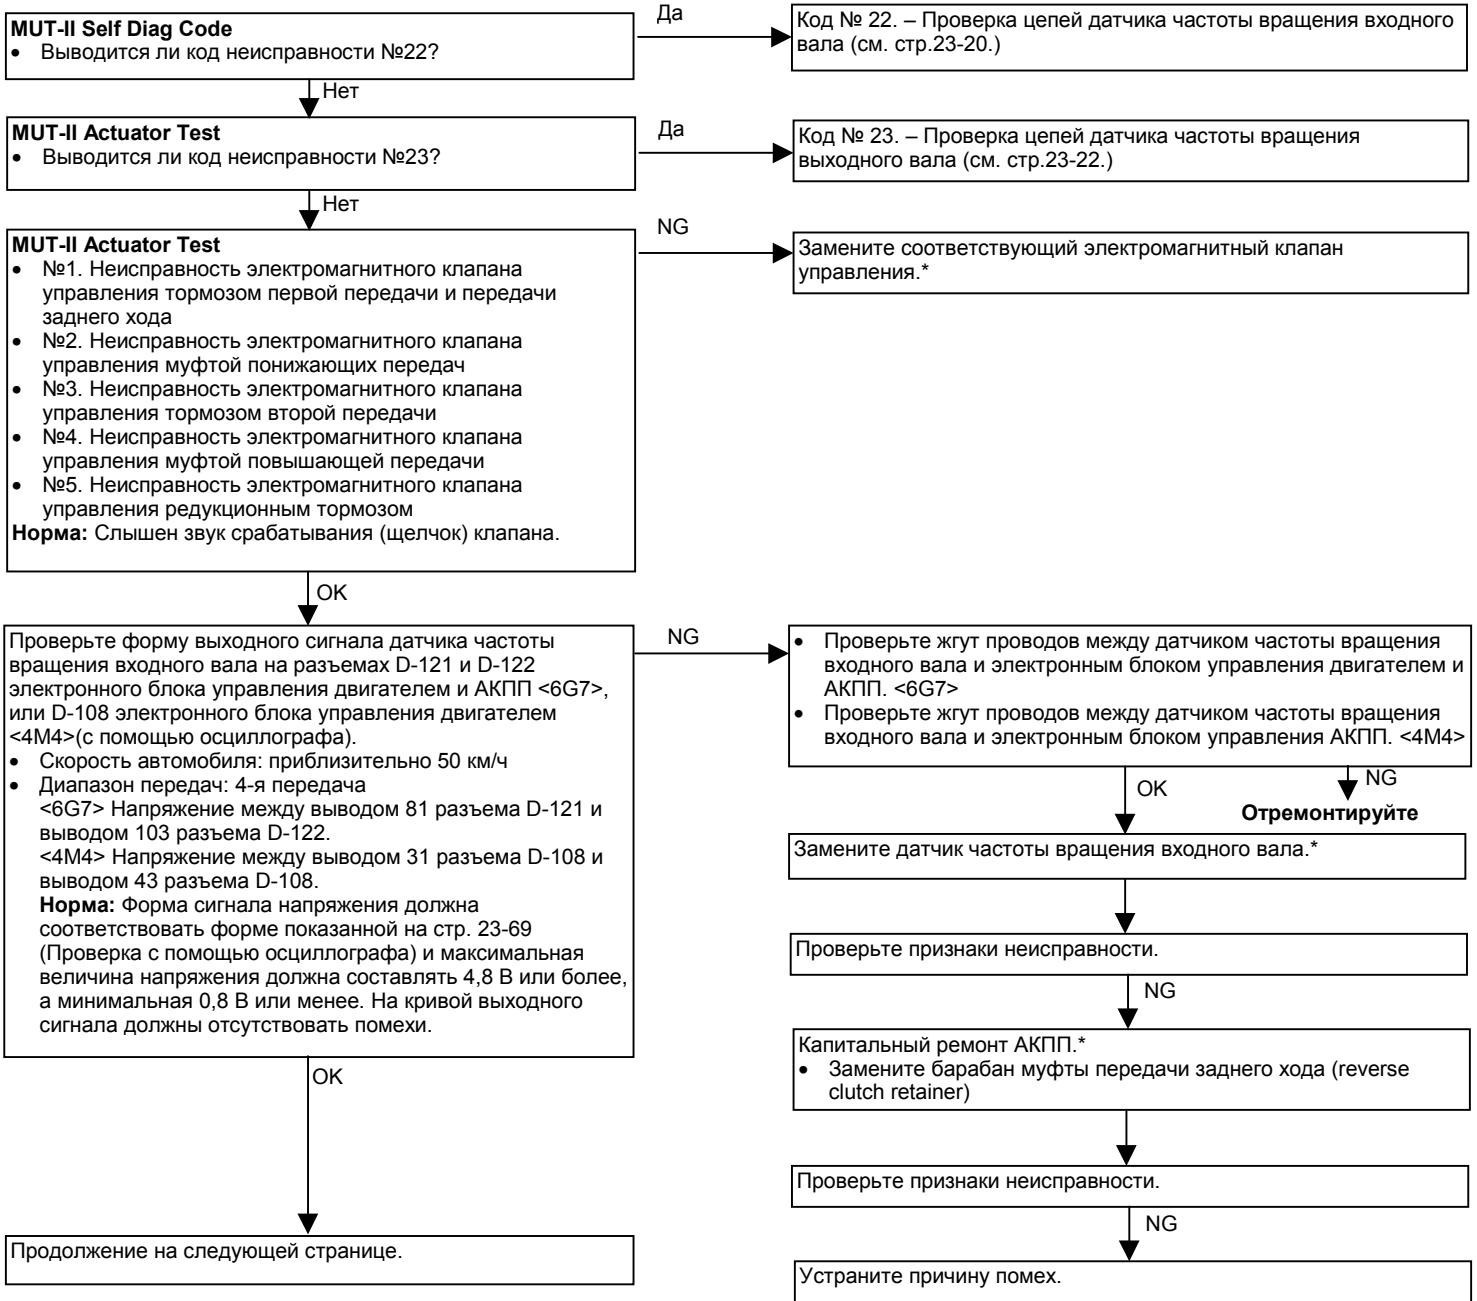 MUT-II Self Diag Code
• Выводится ли код неисправности №22?
Да
Код № 22. – Проверка цепей датчика частоты вращения входного
вала (см. стр.23-20.)
Нет
MUT-II Actuator Test
• Выводится ли код неисправности №23?
Да
Код № 23. – Проверка цепей датчика частоты вращения
выходного вала (см. стр.23-22.)
Нет
MUT-II Actuator Test
• №1. Неисправность электромагнитного клапана
управления тормозом первой передачи и передачи
заднего хода
• №2. Неисправность электромагнитного клапана
управления муфтой понижающих передач
• №3. Неисправность электромагнитного клапана
управления тормозом второй передачи
• №4. Неисправность электромагнитного клапана
управления муфтой повышающей передачи
• №5. Неисправность электромагнитного клапана
управления редукционным тормозом
Норма: Слышен звук срабатывания (щелчок) клапана.
NG
Замените соответствующий электромагнитный клапан
управления.*
OK
Проверьте форму выходного сигнала датчика частоты
вращения входного вала на разъемах D-121 и D-122
электронного блока управления двигателем и АКПП <6G7>,
или D-108 электронного блока управления двигателем
<4M4>(с помощью осциллографа).
• Скорость автомобиля: приблизительно 50 км/ч
• Диапазон передач: 4-я передача
<6G7> Напряжение между выводом 81 разъема D-121 и
выводом 103 разъема D-122.
<4M4> Напряжение между выводом 31 разъема D-108 и
выводом 43 разъема D-108.
Норма: Форма сигнала напряжения должна
соответствовать форме показанной на стр. 23-69
(Проверка с помощью осциллографа) и максимальная
величина напряжения должна составлять 4,8 В или более,
а минимальная 0,8 В или менее. На кривой выходного
сигнала должны отсутствовать помехи.
NG
• Проверьте жгут проводов между датчиком частоты вращения
входного вала и электронным блоком управления двигателем и
АКПП. <6G7>
• Проверьте жгут проводов между датчиком частоты вращения
входного вала и электронным блоком управления АКПП. <4M4>
NG
OK
Отремонтируйте
Замените датчик частоты вращения входного вала.*
Проверьте признаки неисправности.
NG
Капитальный ремонт АКПП.*
• Замените барабан муфты передачи заднего хода (reverse
clutch retainer)
OK
Проверьте признаки неисправности.
NG
Продолжение на следующей странице.
Устраните причину помех.